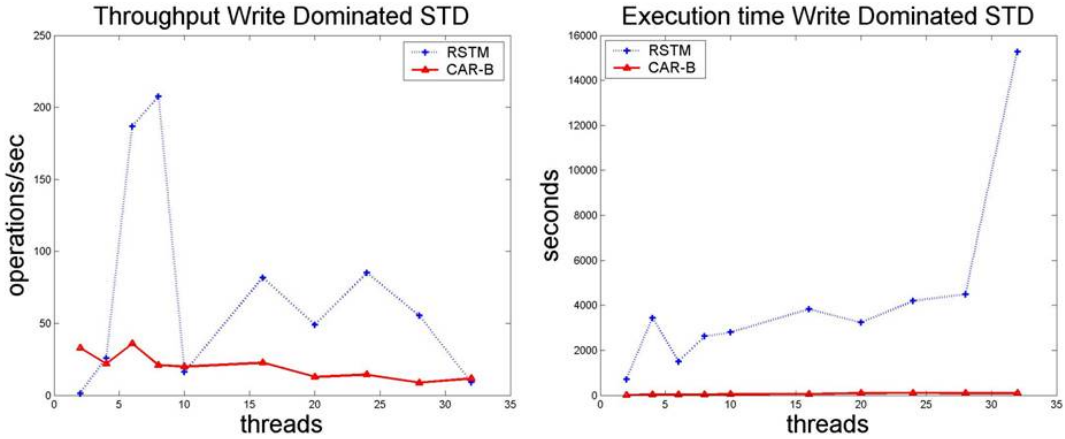 Throughput Write Dominated STD
250
200
150
100
50
0
operations/sec
RSTM
CAR-B
0 5 10 15 20 25 30 35
threads
Execution time Write Dominated STD
16000
14000
12000
10000
8000
6000
4000
2000
0
seconds
RSTM
CAR-B
0 5 10 15 20 25 30 35
threads